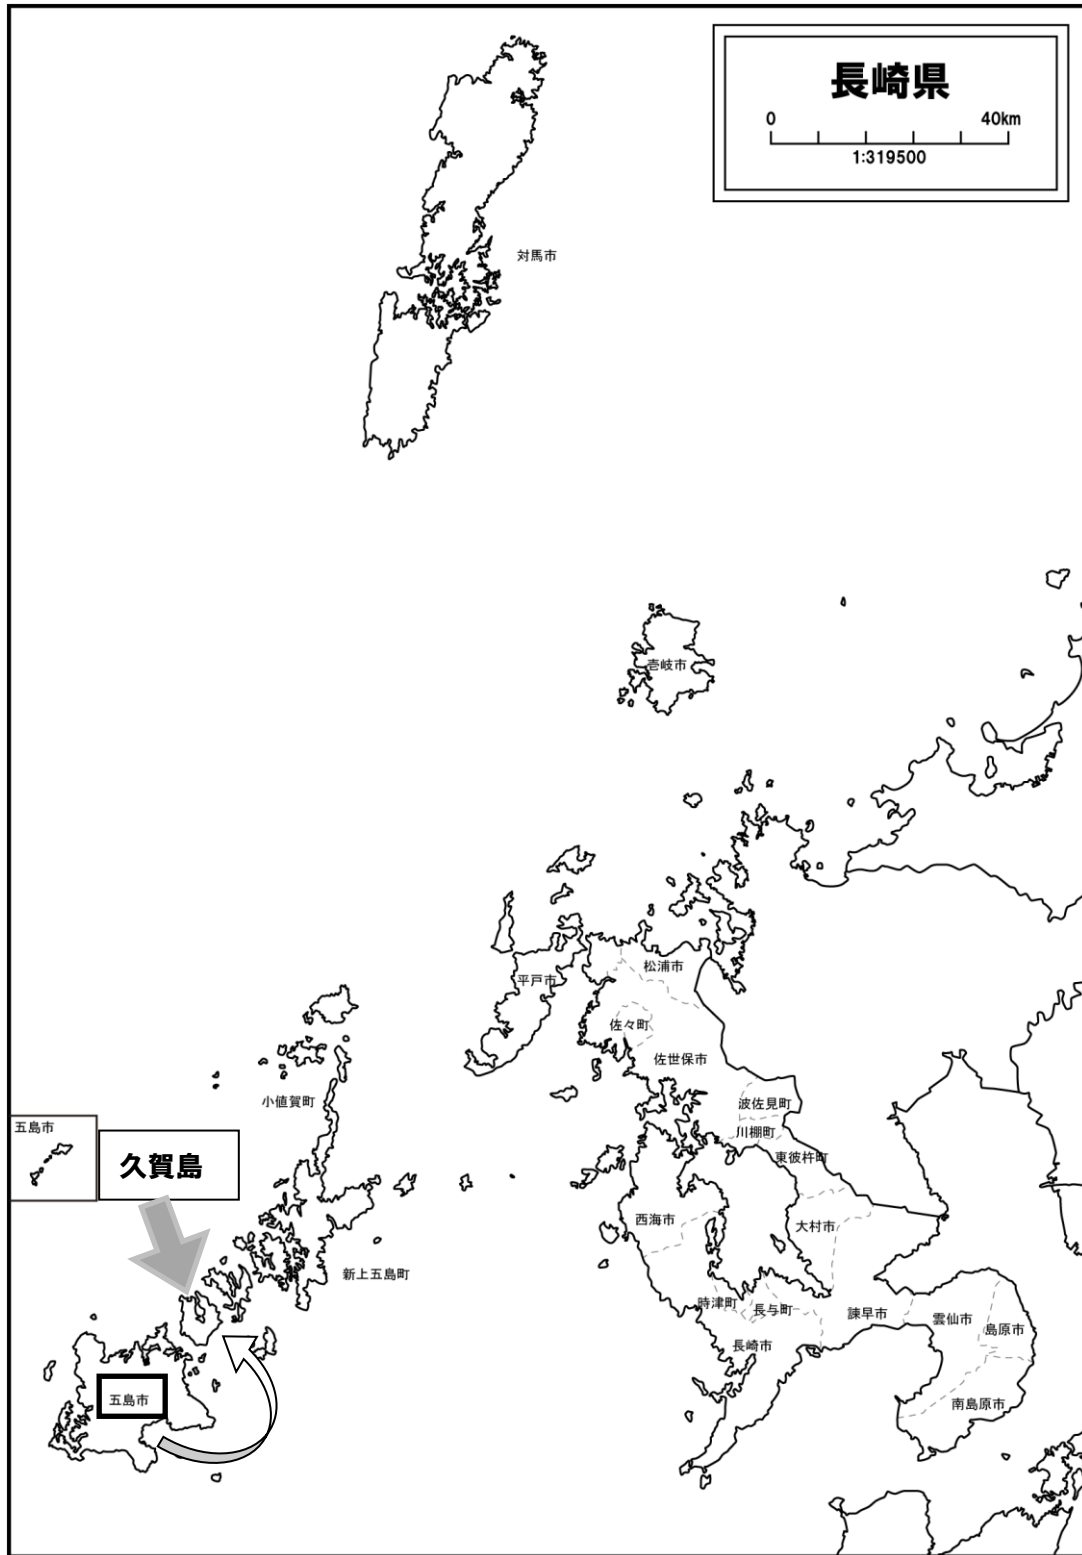 長崎県
0 40km
1:319500
対馬市
壱岐市
松浦市
平戸市
佐々町
佐世保市
小値賀町
波佐見町
川棚町
五島市
東彼杵町
久賀島
西海市
大村市
新上五島町
時津町
長与町
諫早市
雲仙市
島原市
長崎市
五島市
南島原市